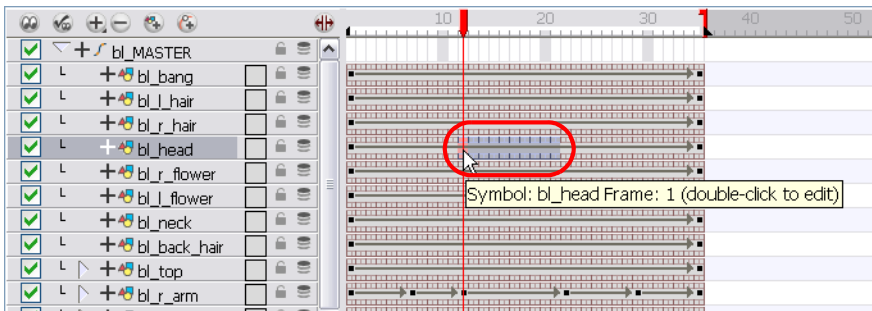 10 20 30 40 50
bl_MASTER
bl_bang
bl_l_hair
bl_r_hair
bl_head
bl_r_flower
Symbol: bl_head Frame: 1 (double-click to edit)
bl_l_flower
bl_neck
bl_back_hair
bl_top
bl_r_arm